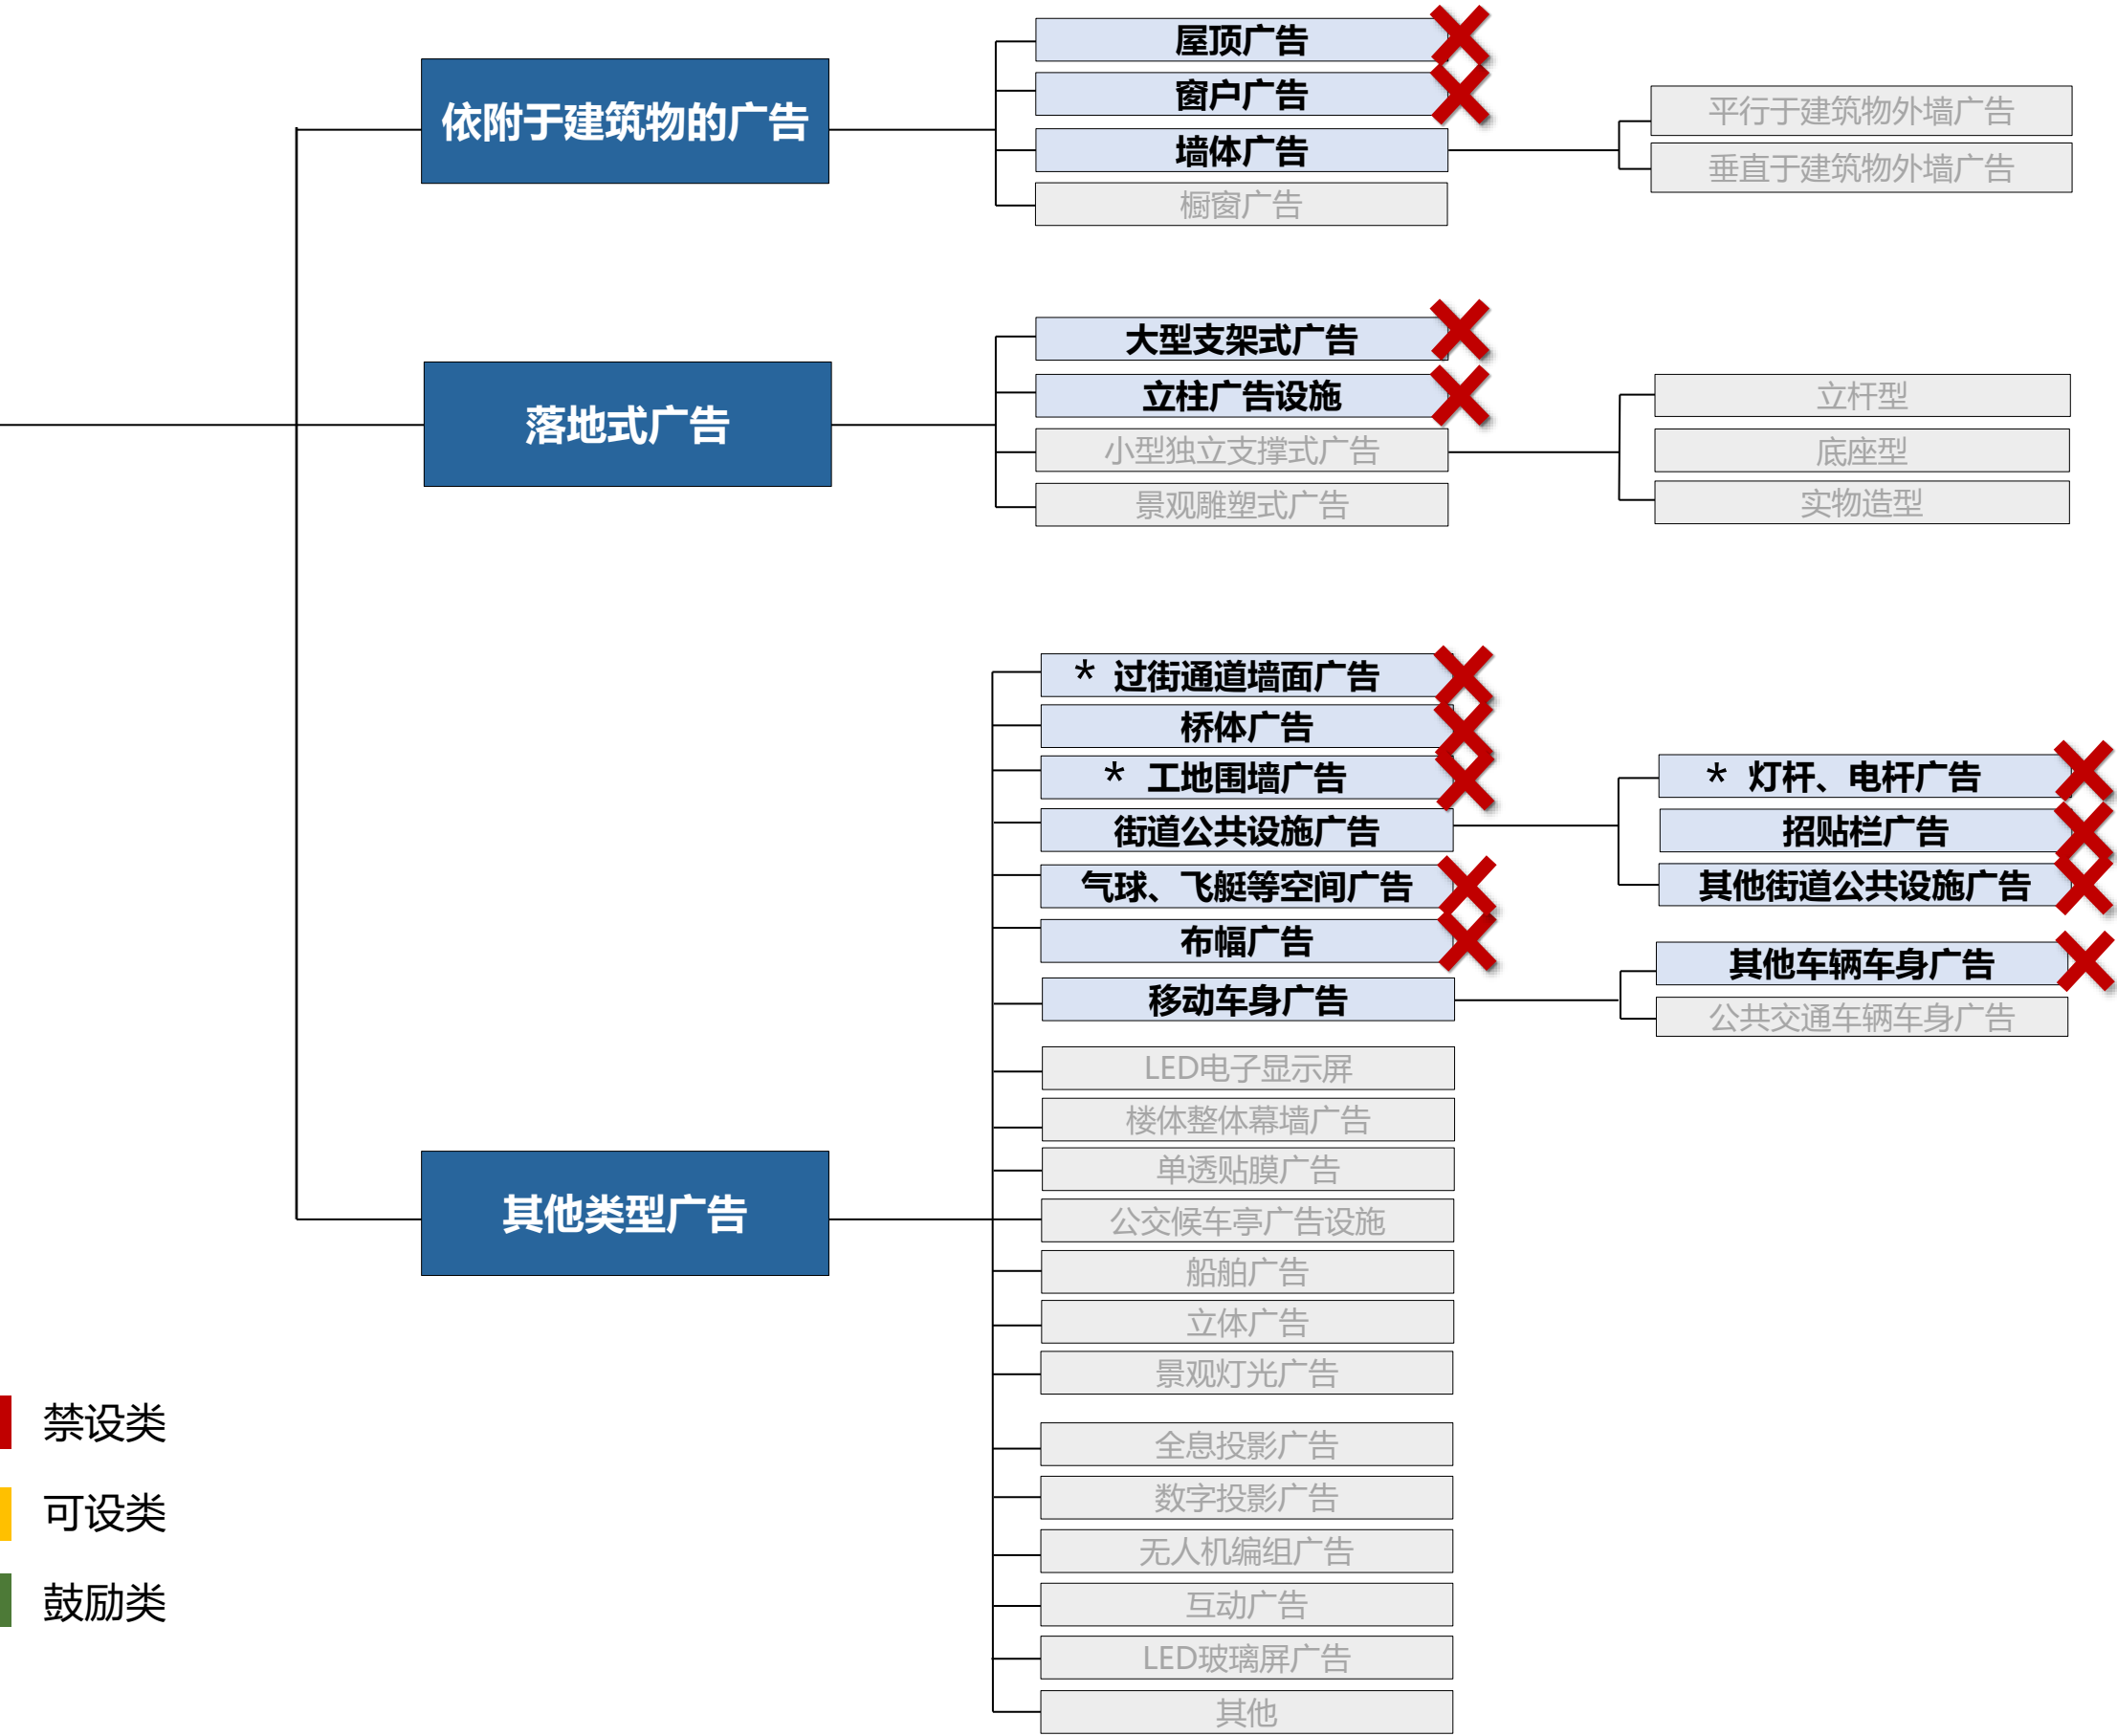 依附于建筑物的广告
屋顶广告
窗户广告
墙体广告
橱窗广告
平行于建筑物外墙广告
垂直于建筑物外墙广告
落地式广告
大型支架式广告
立柱广告设施
小型独立支撑式广告
景观雕塑式广告
立杆型
底座型
实物造型
其他类型广告
* 过街通道墙面广告
桥体广告
* 工地围墙广告
街道公共设施广告
* 灯杆、电杆广告
招贴栏广告
其他街道公共设施广告
气球、飞艇等空间广告
布幅广告
移动车身广告
其他车辆车身广告
公共交通车辆车身广告
LED电子显示屏
楼体整体幕墙广告
单透贴膜广告
公交候车亭广告设施
船舶广告
立体广告
景观灯光广告
全息投影广告
数字投影广告
无人机编组广告
互动广告
LED玻璃屏广告
其他
禁设类
可设类
鼓励类